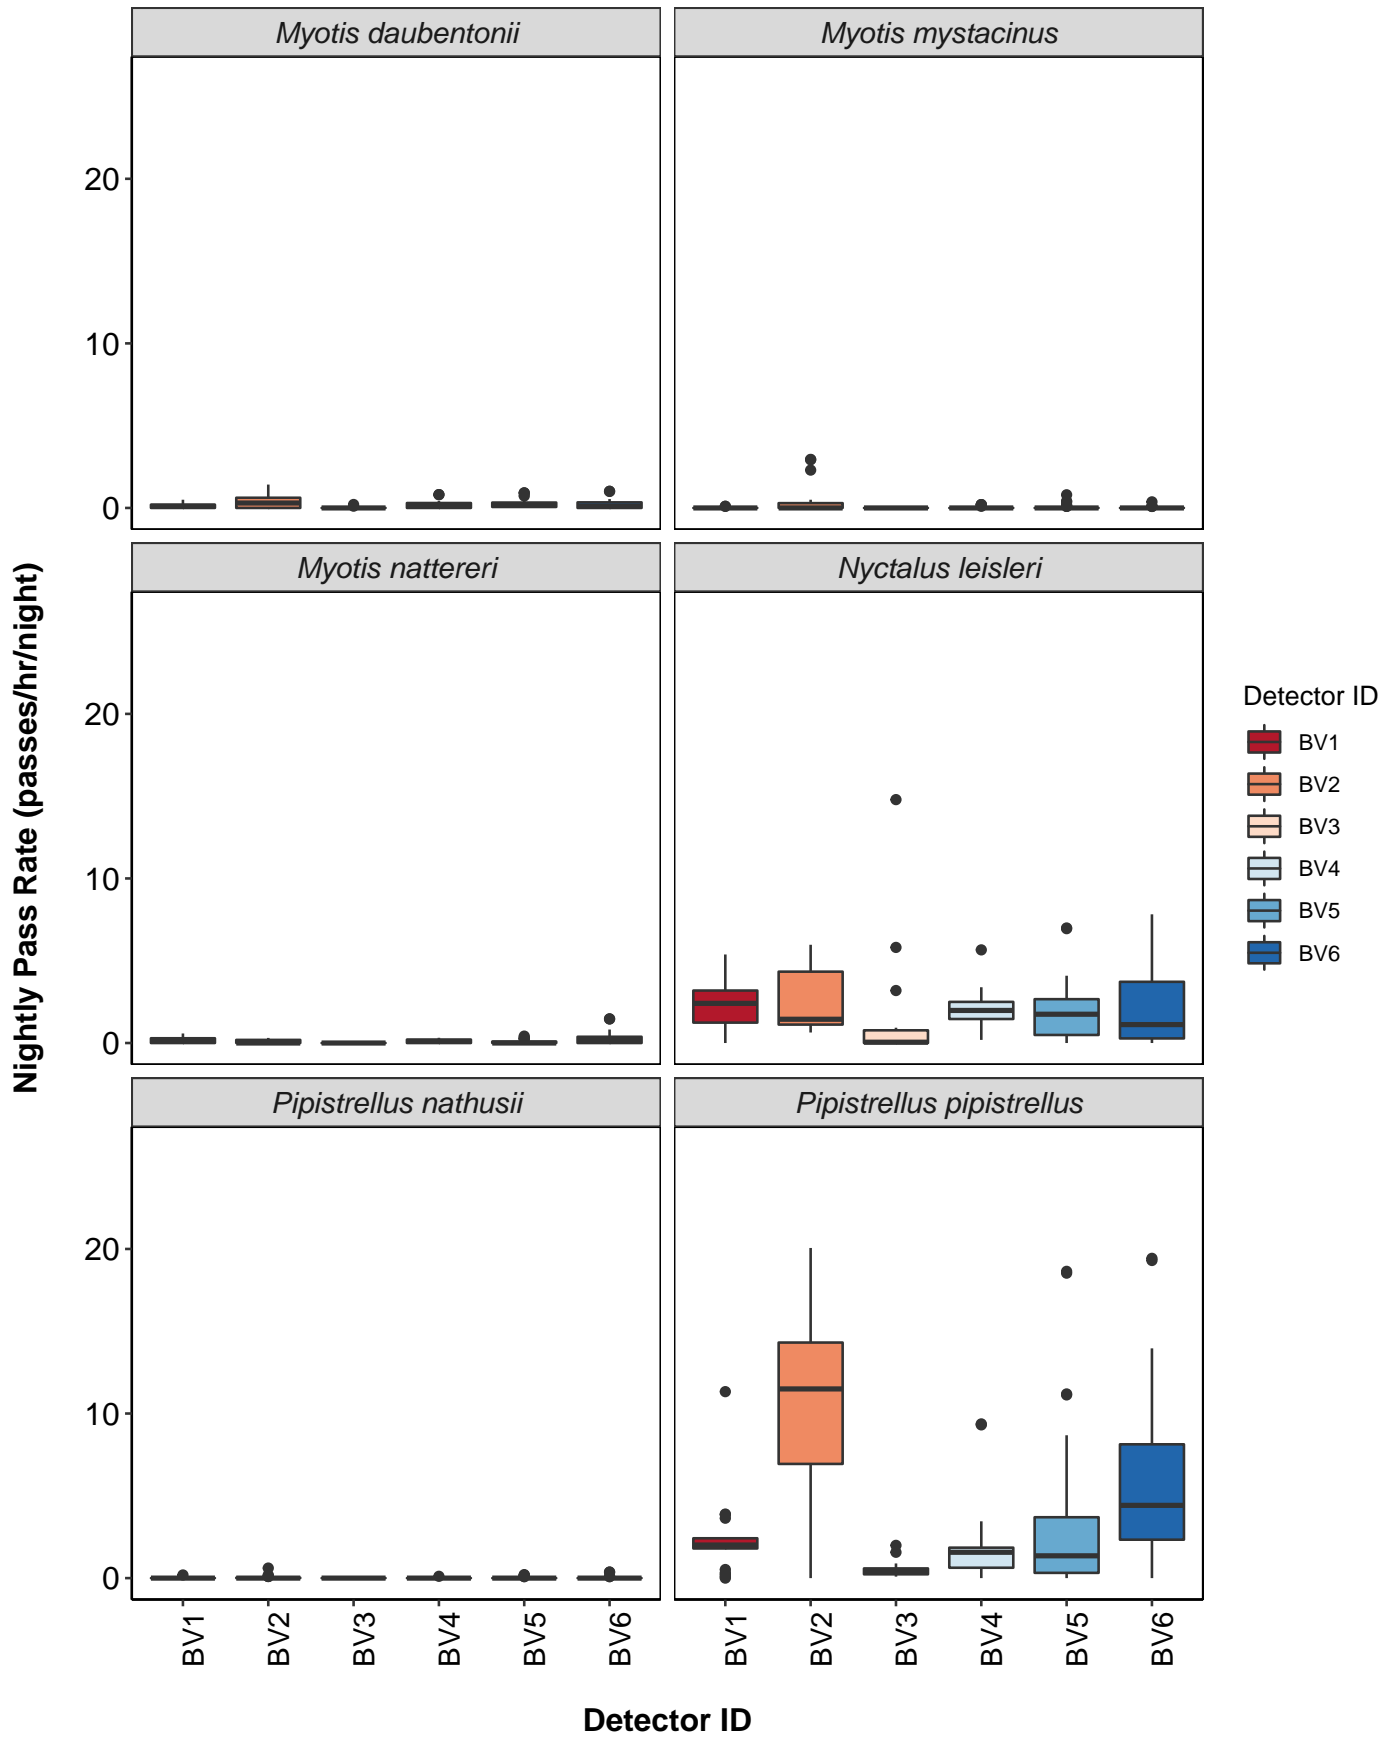 Myotis daubentonii
Myotis mystacinus
20
10
0
Myotis nattereri
Nyctalus leisleri
20
10
0
Pipistrellus nathusii
Pipistrellus pipistrellus
20
10
0
BV1
BV2
BV3
BV4
BV5
BV6
BV1
BV2
BV3
BV4
BV5
BV6
Detector ID
Nightly Pass Rate (passes/hr/night)
Detector ID
BV1
BV2
BV3
BV4
BV5
BV6